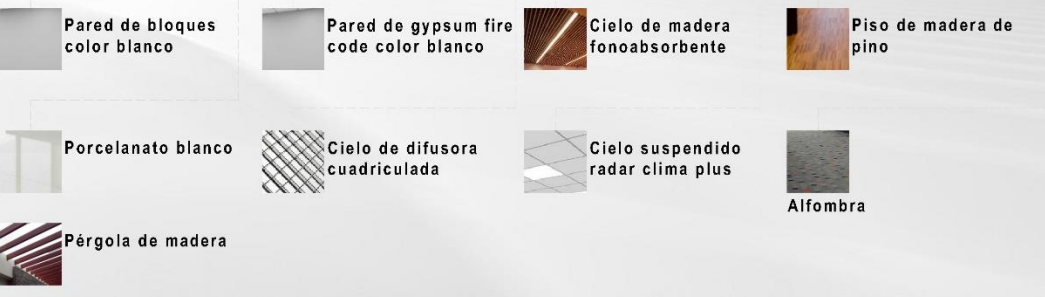 Pared de bloques
color blanco
Pared de gypsum fire
code color blanco
Cielo de madera
fonoabsorbente
Piso de madera de
pino
Porcelanato blanco
Cielo de difusora
cuadriculada
Cielo suspendido
radar clima plus
Alfombra
Pérgola de madera